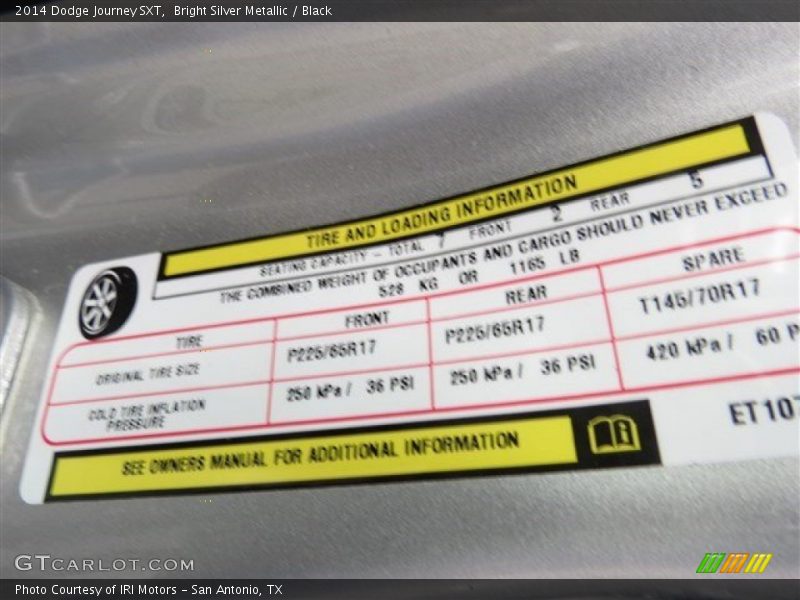 2014 Dodge Journey SXT, Bright Silver Metallic / Black
TIRE AND LOADING INFORMATION
SEATING CAPACITY - TOTAL 7 FRONT 2 REAR 5
THE COMBINED WEIGHT OF OCCUPANTS AND CARGO SHOULD NEVER EXCEED
528 KG OR 1165 LB
TIRE FRONT REAR SPARE
ORIGINAL TIRE SIZE P225/65R17 P225/65R17 T145/70R17
COLD TIRE INFLATION PRESSURE 250 kPa / 36 PSI 250 kPa / 36 PSI 420 kPa / 60 P
SEE OWNERS MANUAL FOR ADDITIONAL INFORMATION
ET107
GTCARLOT.COM
Photo Courtesy of IRI Motors - San Antonio, TX